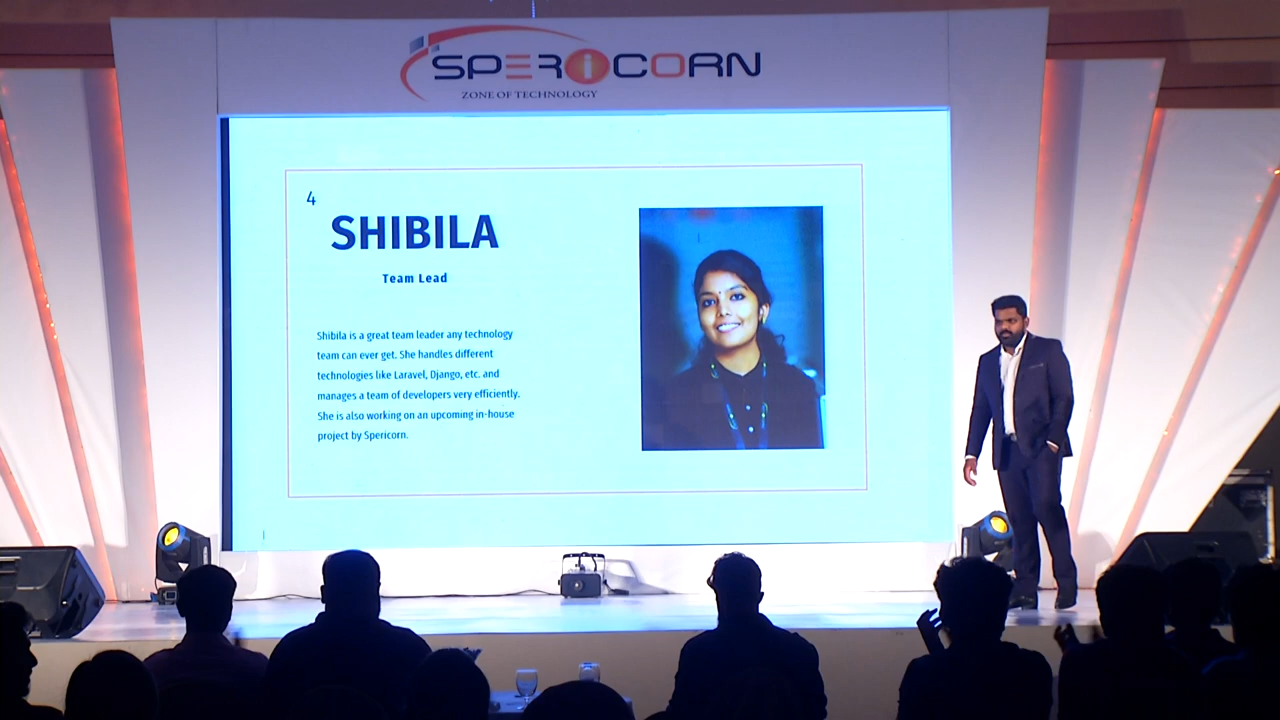 SPERiCORN
ZONE OF TECHNOLOGY
4
SHIBILA
Team Lead
Shibila is a great team leader any technology
team can ever get. She handles different
technologies like Laravel, Django, etc. and
manages a team of developers very efficiently.
She is also working on an upcoming in-house
project by Spericorn.